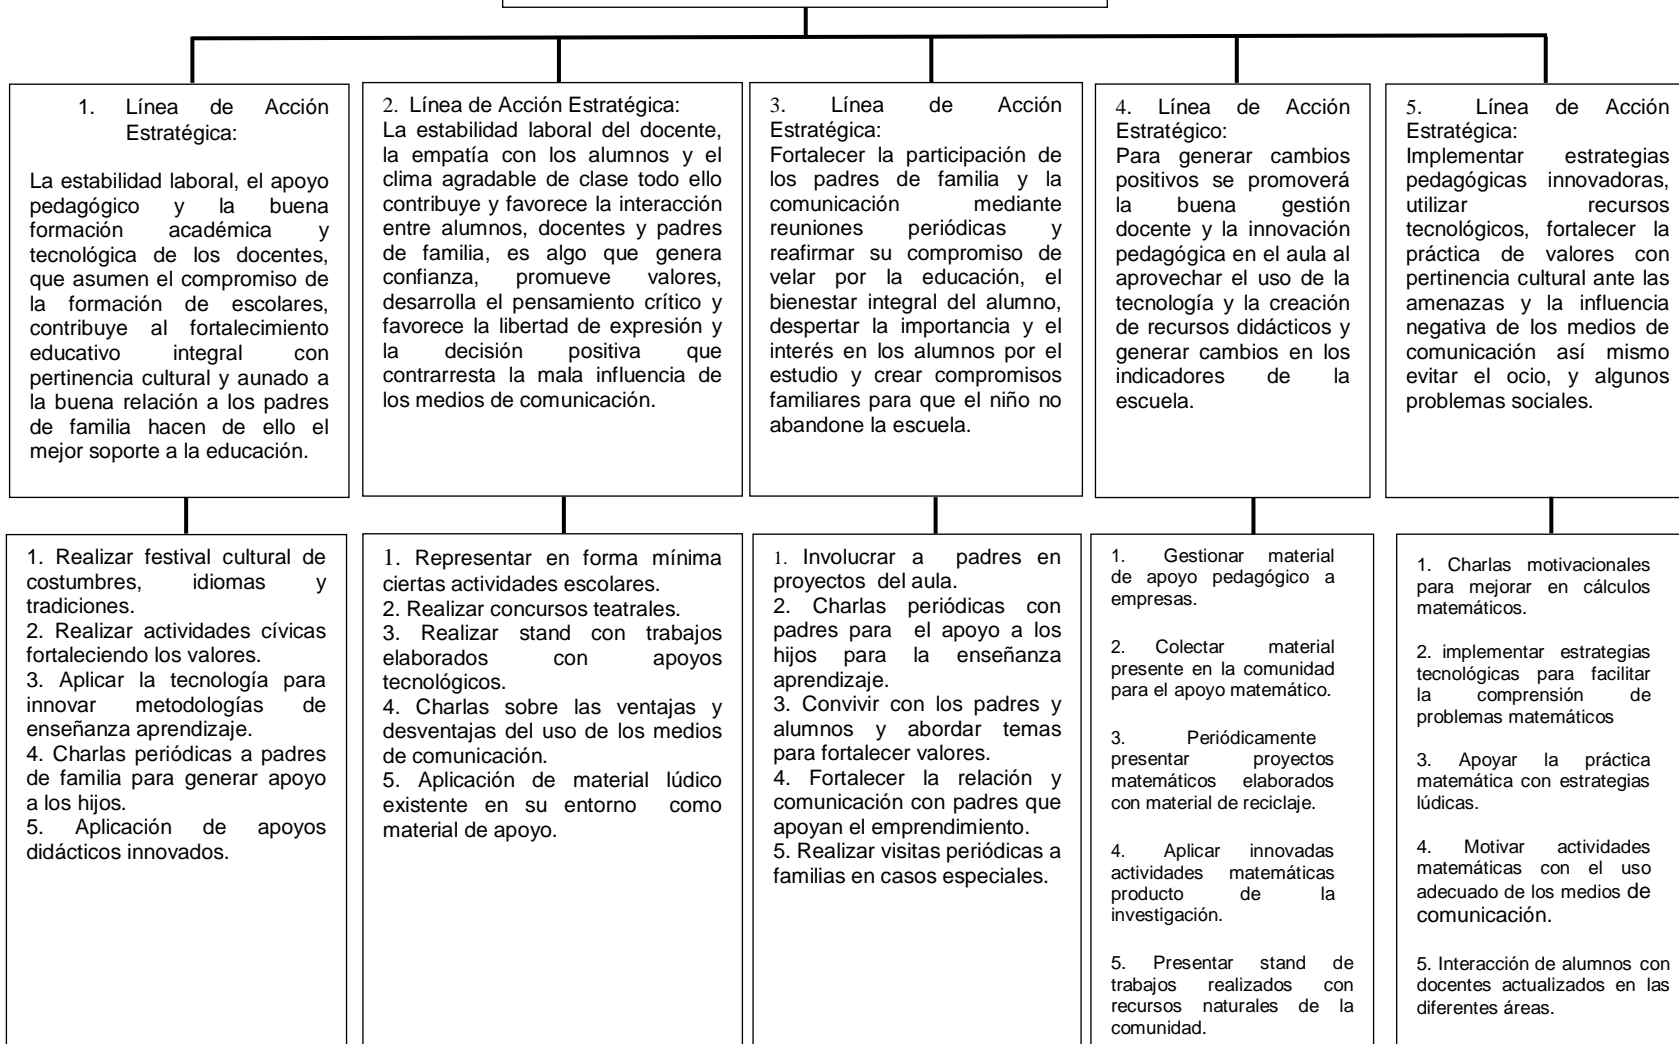 1. Línea de Acción
Estratégica:
La estabilidad laboral, el apoyo
pedagógico y la buena
formación académica y
tecnológica de los docentes,
que asumen el compromiso de
la formación de escolares,
contribuye al fortalecimiento
educativo integral con
pertinencia cultural y aunado a
la buena relación a los padres
de familia hacen de ello el
mejor soporte a la educación.
2. Línea de Acción Estratégica:
La estabilidad laboral del docente,
la empatía con los alumnos y el
clima agradable de clase todo ello
contribuye y favorece la interacción
entre alumnos, docentes y padres
de familia, es algo que genera
confianza, promueve valores,
desarrolla el pensamiento crítico y
favorece la libertad de expresión y
la decisión positiva que
contrarresta la mala influencia de
los medios de comunicación.
3. Línea de Acción
Estratégica:
Fortalecer la participación de
los padres de familia y la
comunicación mediante
reuniones periódicas y
reafirmar su compromiso de
velar por la educación, el
bienestar integral del alumno,
despertar la importancia y el
interés en los alumnos por el
estudio y crear compromisos
familiares para que el niño no
abandone la escuela.
4. Línea de Acción
Estratégico:
Para generar cambios
positivos se promoverá
la buena gestión
docente y la innovación
pedagógica en el aula al
aprovechar el uso de la
tecnología y la creación
de recursos didácticos y
generar cambios en los
indicadores de la
escuela.
5. Línea de Acción
Estratégica:
Implementar estrategias
pedagógicas innovadoras,
utilizar recursos
tecnológicos, fortalecer la
práctica de valores con
pertinencia cultural ante las
amenazas y la influencia
negativa de los medios de
comunicación así mismo
evitar el ocio, y algunos
problemas sociales.
1. Realizar festival cultural de
costumbres, idiomas y
tradiciones.
2. Realizar actividades cívicas
fortaleciendo los valores.
3. Aplicar la tecnología para
innovar metodologías de
enseñanza aprendizaje.
4. Charlas periódicas a padres
de familia para generar apoyo
a los hijos.
5. Aplicación de apoyos
didácticos innovados.
1. Representar en forma mínima
ciertas actividades escolares.
2. Realizar concursos teatrales.
3. Realizar stand con trabajos
elaborados con apoyos
tecnológicos.
4. Charlas sobre las ventajas y
desventajas del uso de los medios
de comunicación.
5. Aplicación de material lúdico
existente en su entorno como
material de apoyo.
1. Involucrar a padres en
proyectos del aula.
2. Charlas periódicas con
padres para el apoyo a los
hijos para la enseñanza
aprendizaje.
3. Convivir con los padres y
alumnos y abordar temas
para fortalecer valores.
4. Fortalecer la relación y
comunicación con padres que
apoyan el emprendimiento.
5. Realizar visitas periódicas a
familias en casos especiales.
1. Gestionar material
de apoyo pedagógico a
empresas.
2. Colectar material
presente en la comunidad
para el apoyo matemático.
3. Periódicamente
presentar proyectos
matemáticos elaborados
con material de reciclaje.
4. Aplicar innovadas
actividades matemáticas
producto de la
investigación.
5. Presentar stand de
trabajos realizados con
recursos naturales de la
comunidad.
1. Charlas motivacionales
para mejorar en cálculos
matemáticos.
2. implementar estrategias
tecnológicas para facilitar
la comprensión de
problemas matemáticos
3. Apoyar la práctica
matemática con estrategias
lúdicas.
4. Motivar actividades
matemáticas con el uso
adecuado de los medios de
comunicación.
5. Interacción de alumnos con
docentes actualizados en las
diferentes áreas.